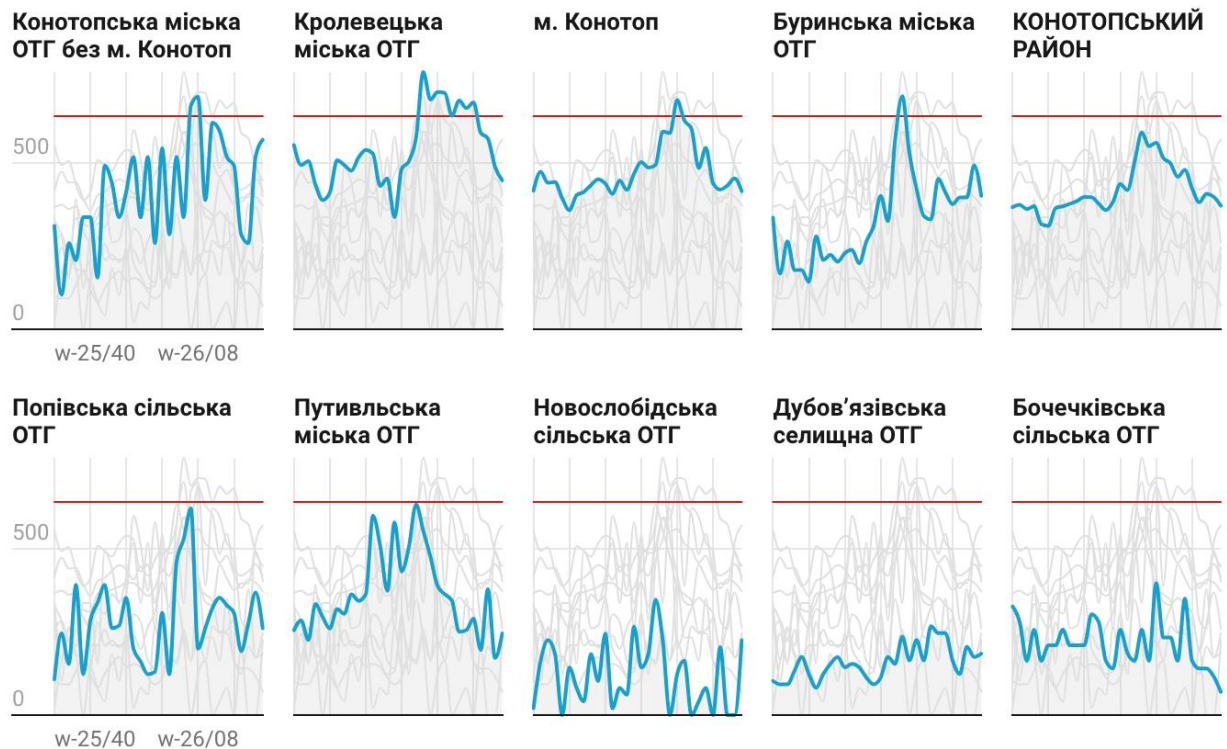 Конотопська міська
ОТГ без м. Конотоп
Кролевецька
міська ОТГ
м. Конотоп
Буринська міська
ОТГ
КОНОТОПСЬКИЙ
РАЙОН
500
0
w-25/40 w-26/08
Попівська сільська
ОТГ
Путивльська
міська ОТГ
Новослобідська
сільська ОТГ
Дубов’язівська
селищна ОТГ
Бочечківська
сільська ОТГ
500
0
w-25/40 w-26/08